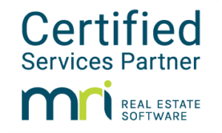 Certified
Services Partner
mri REAL ESTATE
SOFTWARE